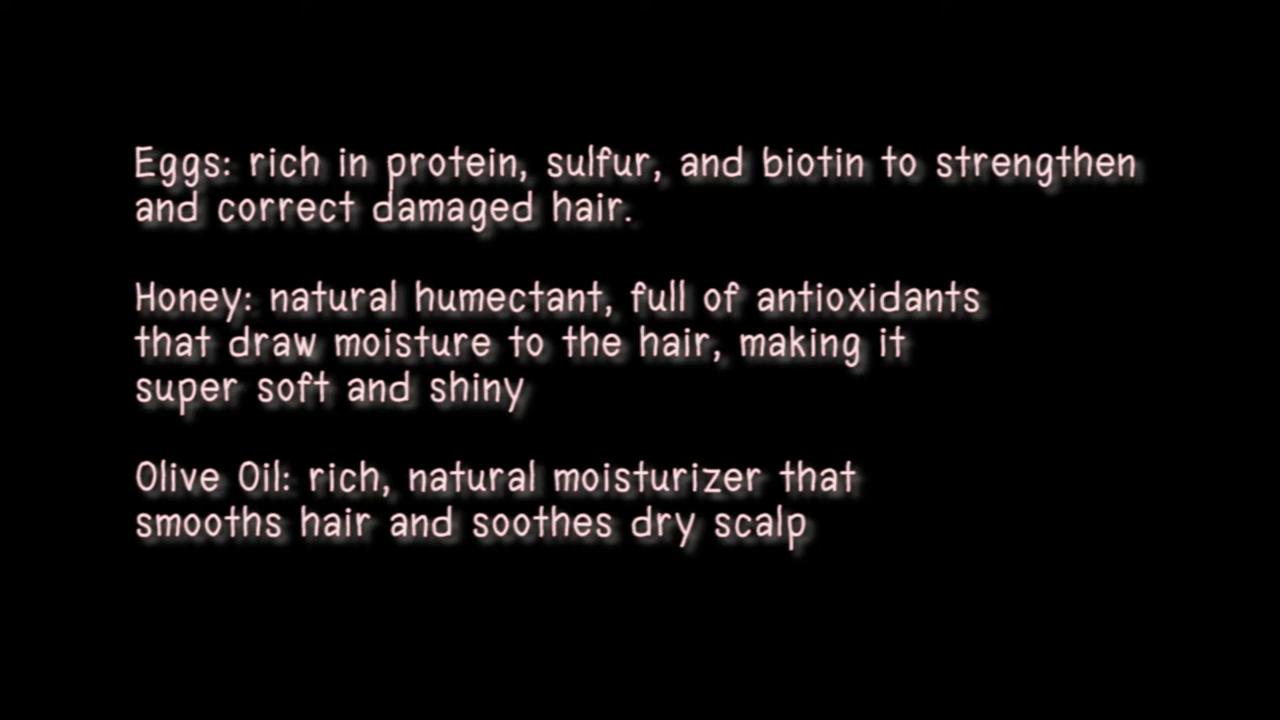 Eggs: rich in protein, sulfur, and biotin to strengthen
and correct damaged hair.
Honey: natural humectant, full of antioxidants
that draw moisture to the hair, making it
super soft and shiny
Olive Oil: rich, natural moisturizer that
smooths hair and soothes dry scalp